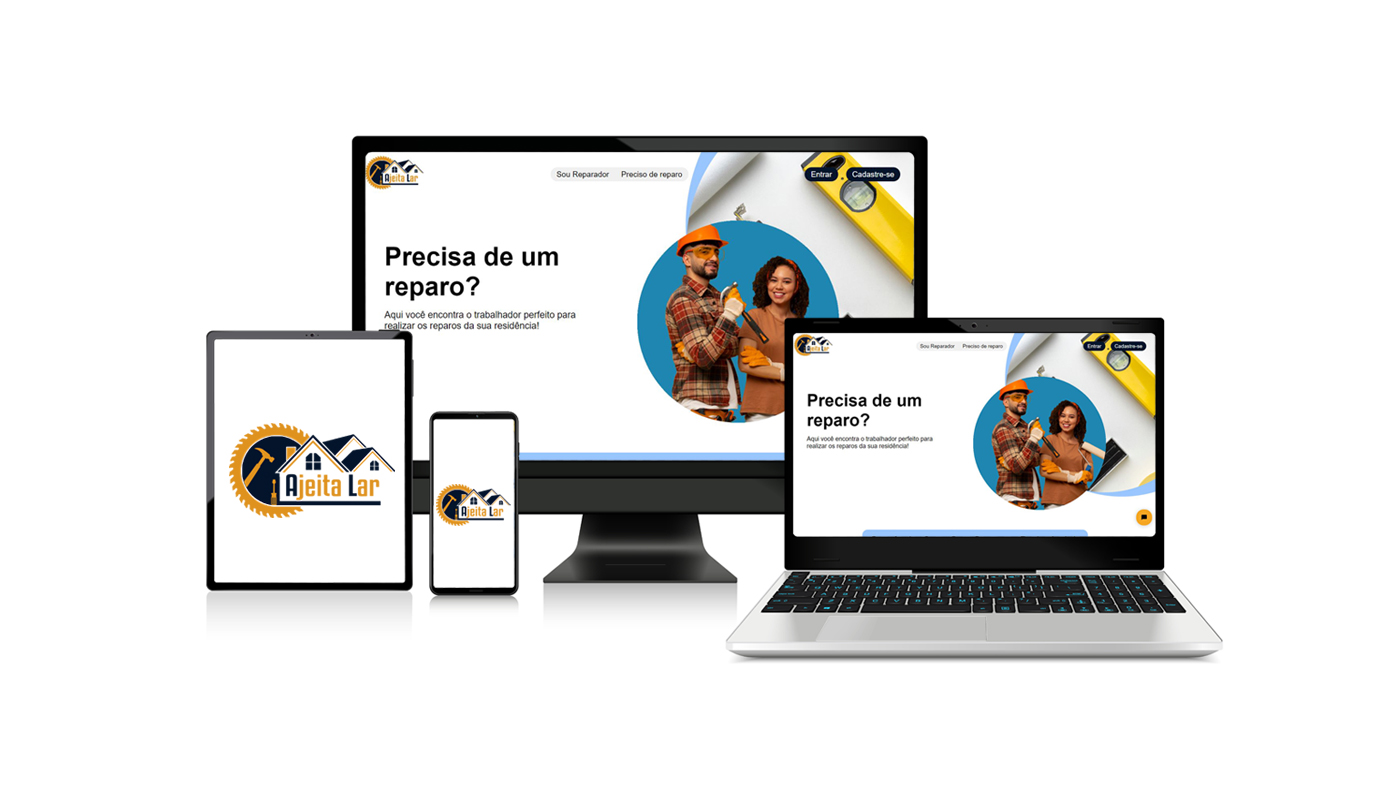 Ajeita Lar
Sou Reparador
Preciso de reparo
Entrar
Cadastre-se
Precisa de um
reparo?
Aqui você encontra o trabalhador perfeito para
realizar os reparos da sua residência!
Ajeita Lar
Ajeita Lar
Ajeita Lar
Sou Reparador
Preciso de reparo
Entrar
Cadastre-se
Precisa de um
reparo?
Aqui você encontra o trabalhador perfeito para
realizar os reparos da sua residência!